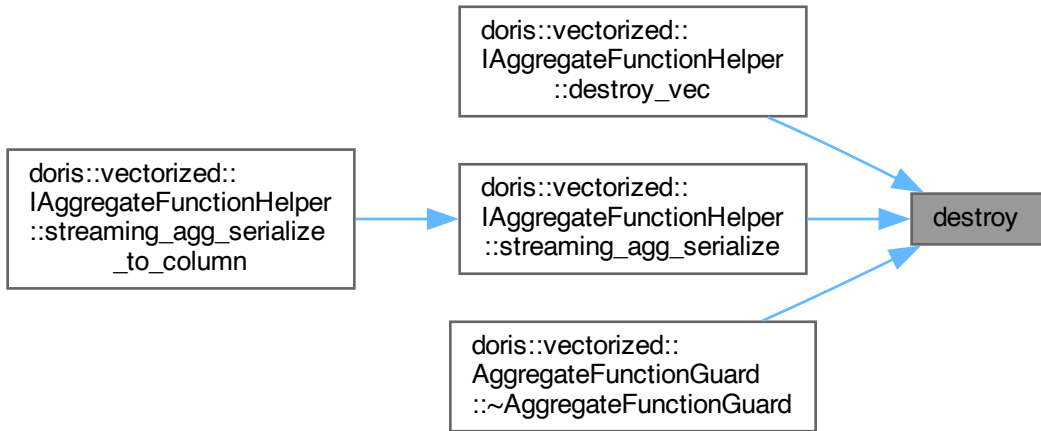 doris::vectorized::
IAggregateFunctionHelper
::destroy_vec
doris::vectorized::
IAggregateFunctionHelper
::streaming_agg_serialize
_to_column
doris::vectorized::
IAggregateFunctionHelper
::streaming_agg_serialize
destroy
doris::vectorized::
AggregateFunctionGuard
::~AggregateFunctionGuard